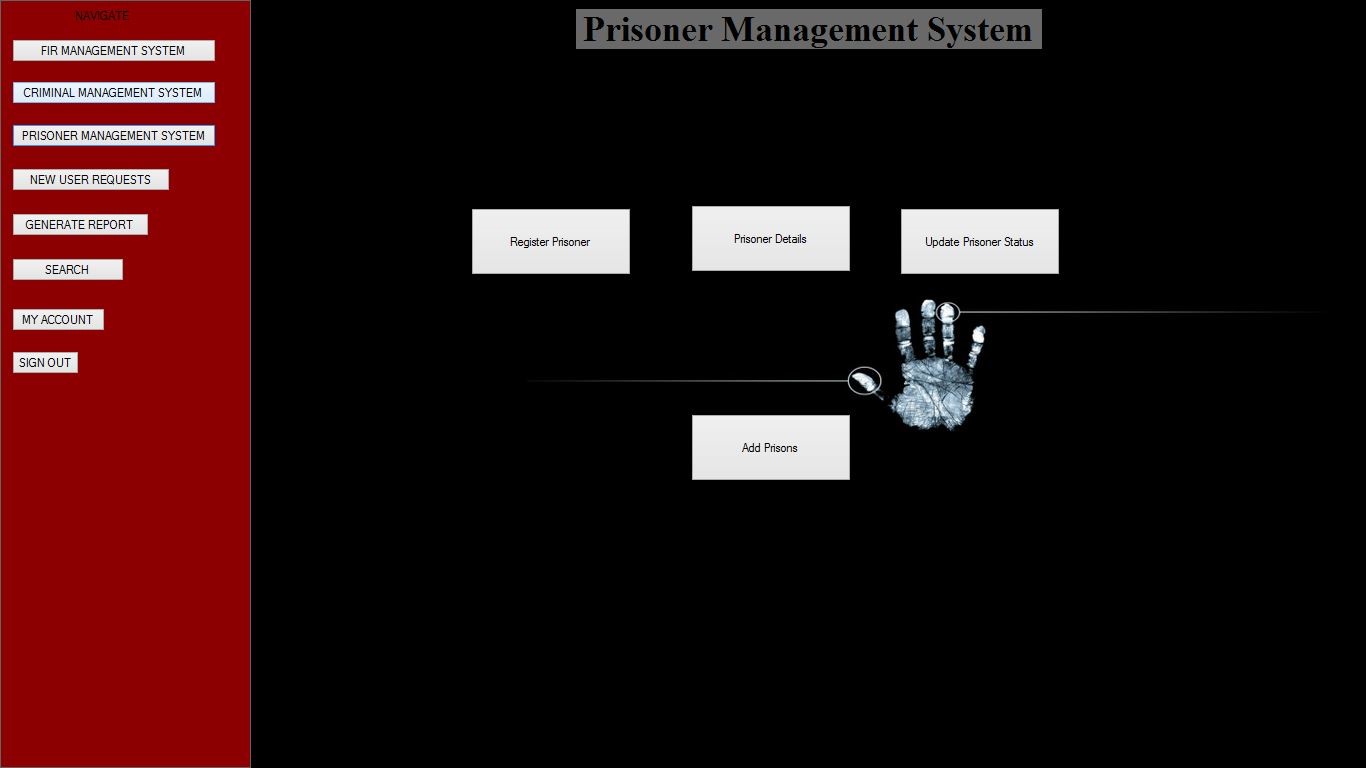 NAVIGATE
FIR MANAGEMENT SYSTEM
CRIMINAL MANAGEMENT SYSTEM
PRISONER MANAGEMENT SYSTEM
NEW USER REQUESTS
GENERATE REPORT
SEARCH
MY ACCOUNT
SIGN OUT
Prisoner Management System
Register Prisoner
Prisoner Details
Update Prisoner Status
Add Prisons